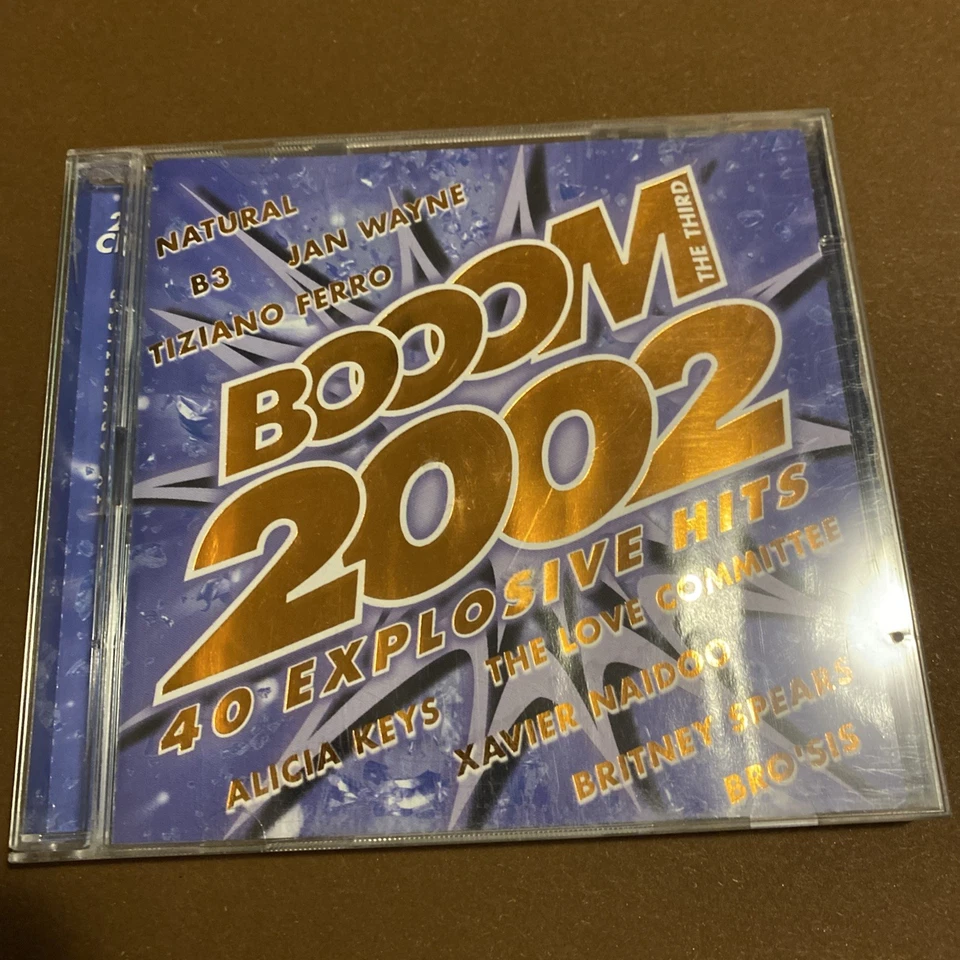 NATURAL
JAN WAYNE
B3
TIZIANO FERRO
BOOOM
THE THIRD
2002
40 EXPLOSIVE HITS
THE LOVE COMMITTEE
ALICIA KEYS
XAVIER NAIDOO
BRITNEY SPEARS
BRO'SIS